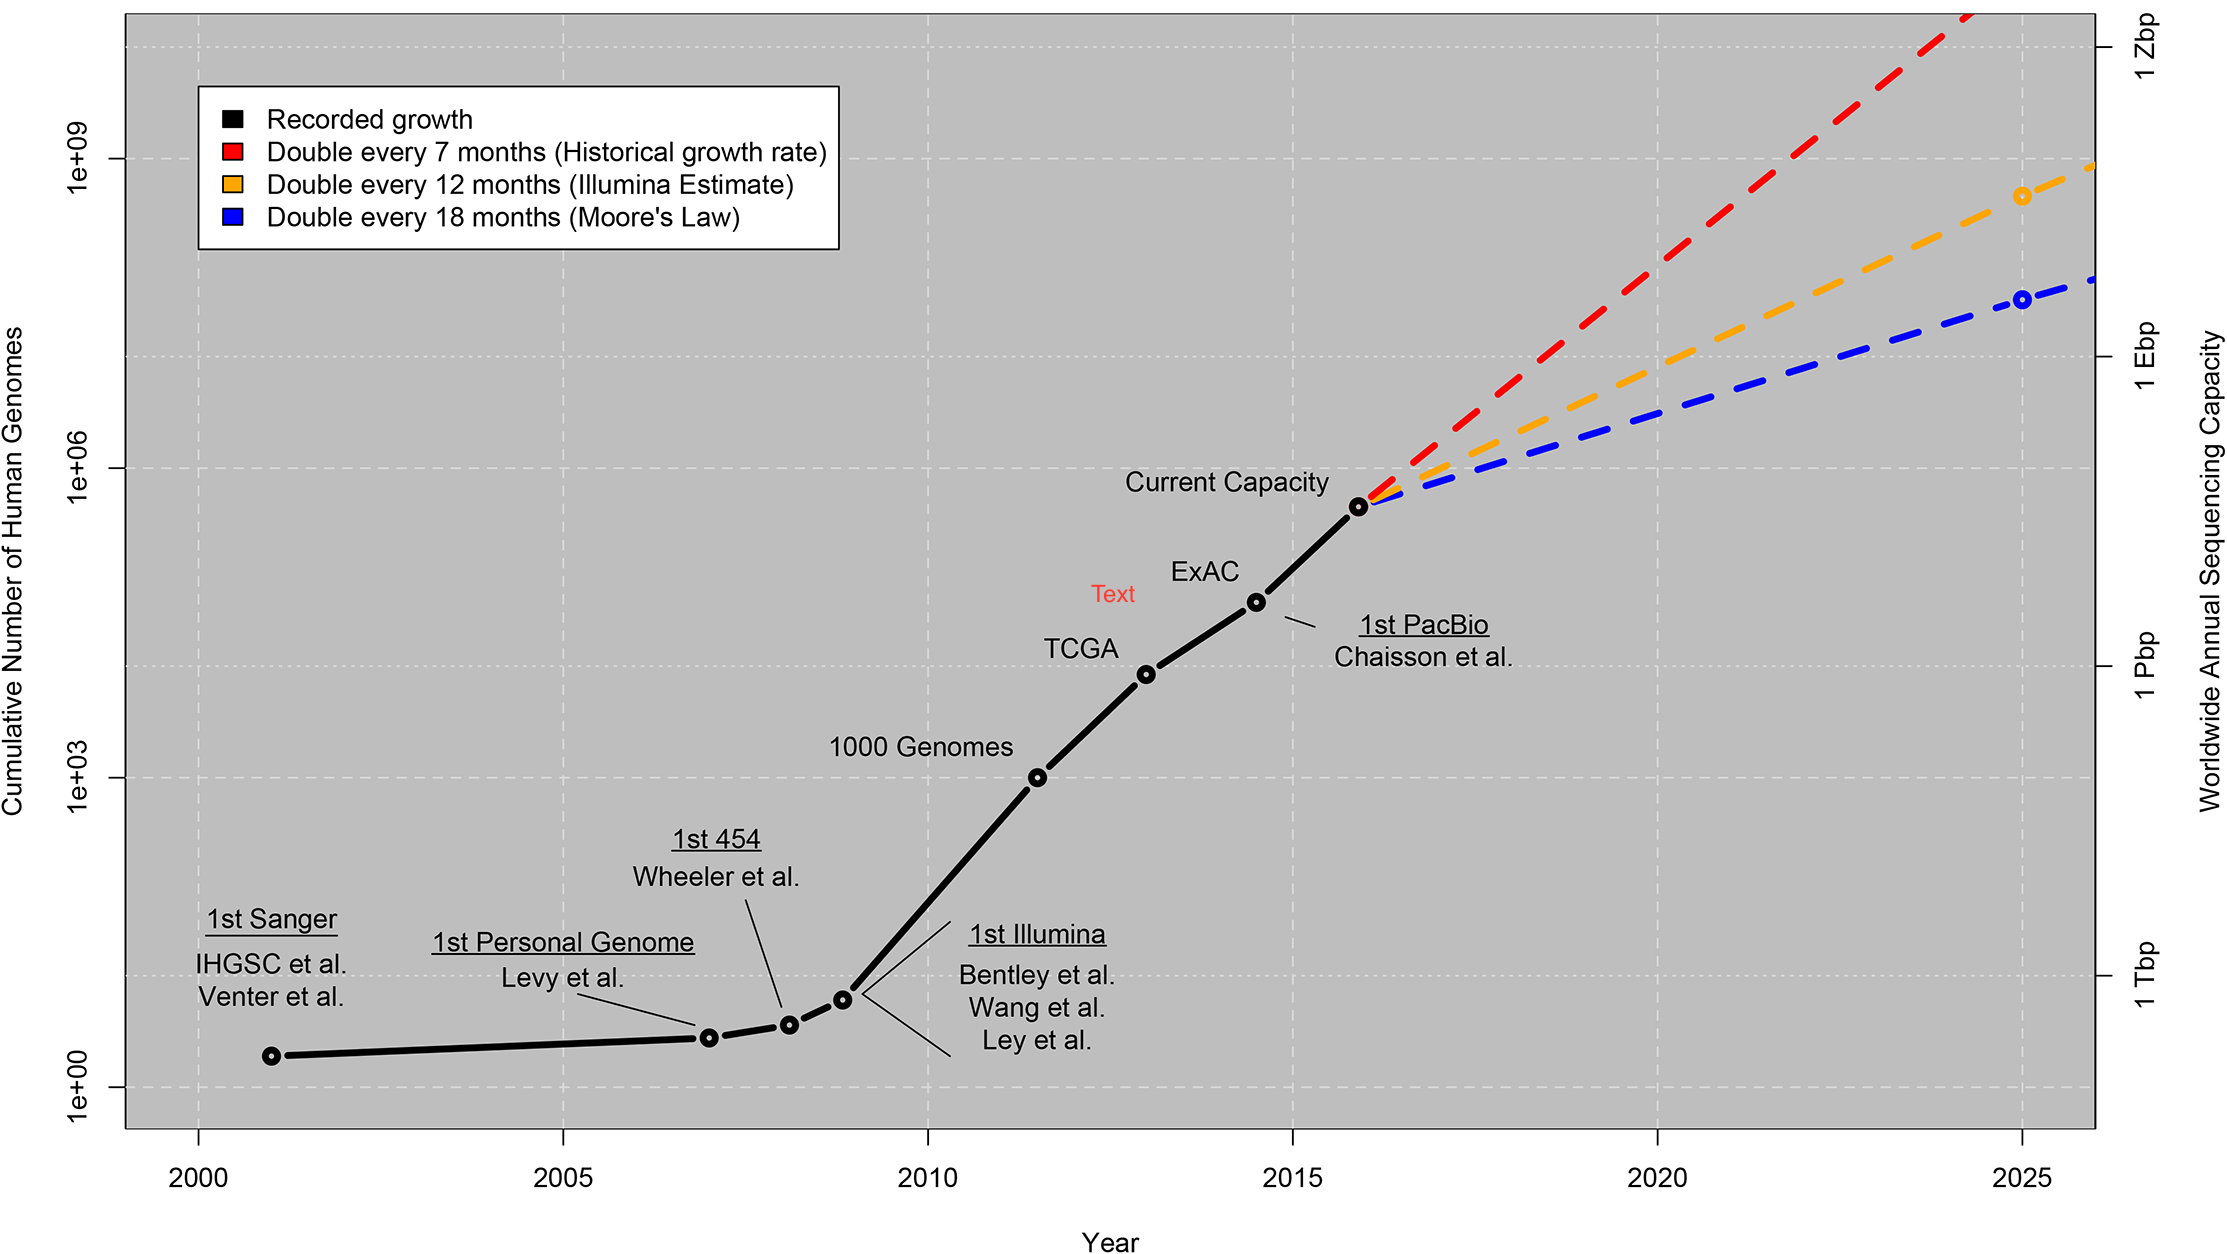 Recorded growth
Double every 7 months (Historical growth rate)
Double every 12 months (Illumina Estimate)
Double every 18 months (Moore's Law)
Cumulative Number of Human Genomes
1e+09
1e+06
1e+03
1e+00
1 Zbp
1 Ebp
1 Pbp
1 Tbp
Worldwide Annual Sequencing Capacity
Current Capacity
ExAC
Text
TCGA
1st PacBio
Chaisson et al.
1000 Genomes
1st 454
Wheeler et al.
1st Sanger
IHGSC et al.
Venter et al.
1st Personal Genome
Levy et al.
1st Illumina
Bentley et al.
Wang et al.
Ley et al.
2000
2005
2010
2015
2020
2025
Year